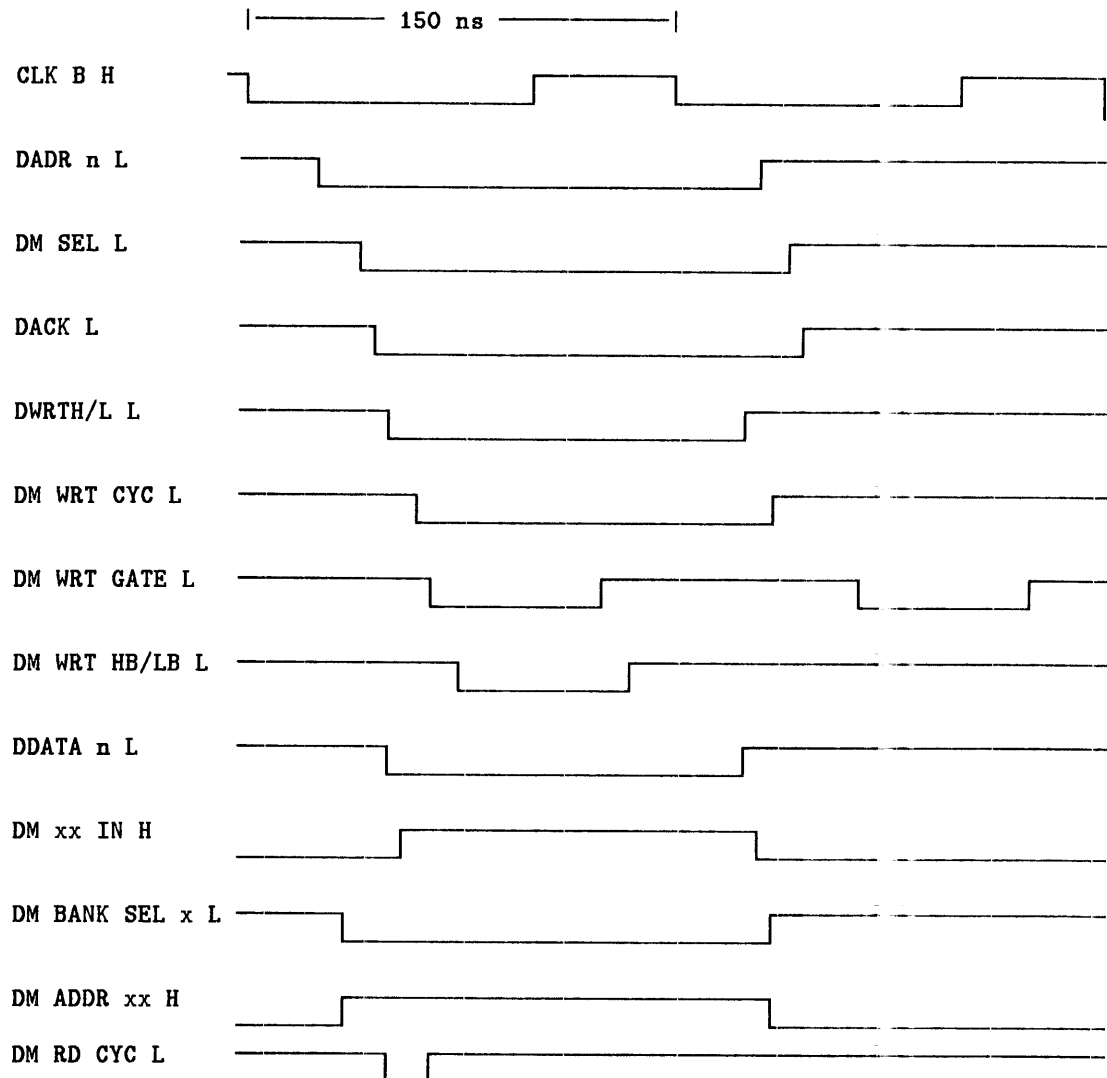 150 ns
CLK B H
DADR n L
DM SEL L
DACK L
DWRTH/L L
DM WRT CYC L
DM WRT GATE L
DM WRT HB/LB L
DDATA n L
DM xx IN H
DM BANK SEL x L
DM ADDR xx H
DM RD CYC L